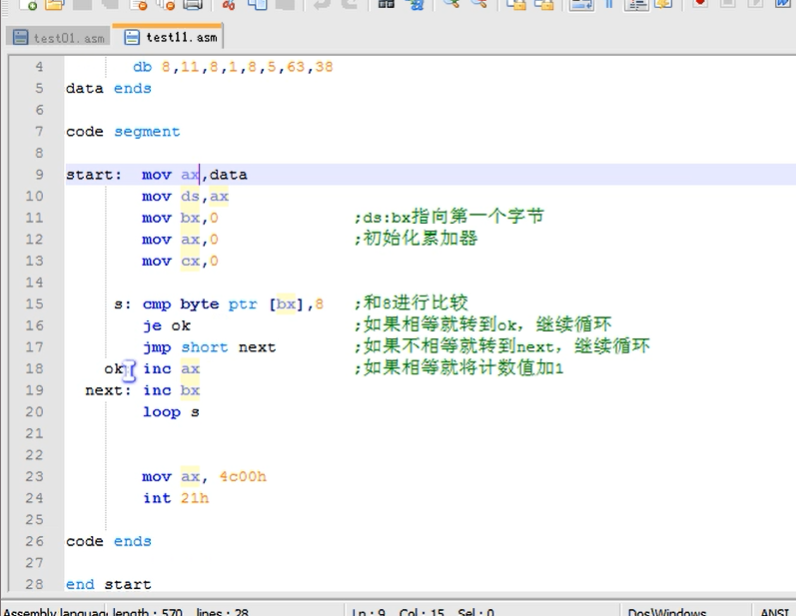 test01.asm test11.asm
4 db 8,11,8,1,8,5,63,38
5 data ends
6
7 code segment
8
9 start: mov ax,data
10 mov ds,ax
11 mov bx,0 ;ds:bx指向第一个字节
12 mov ax,0 ;初始化累加器
13 mov cx,0
14
15 s: cmp byte ptr [bx],8 ;和8进行比较
16 je ok ;如果相等就转到ok，继续循环
17 jmp short next ;如果不相等就转到next，继续循环
18 ok: inc ax ;如果相等就将计数值加1
19 next: inc bx
20 loop s
21
22
23 mov ax, 4c00h
24 int 21h
25
26 code ends
27
28 end start
Assembly language length : 570 lines : 28 Ln : 9 Col : 15 Sel : 0 Dos\Windows ANSI